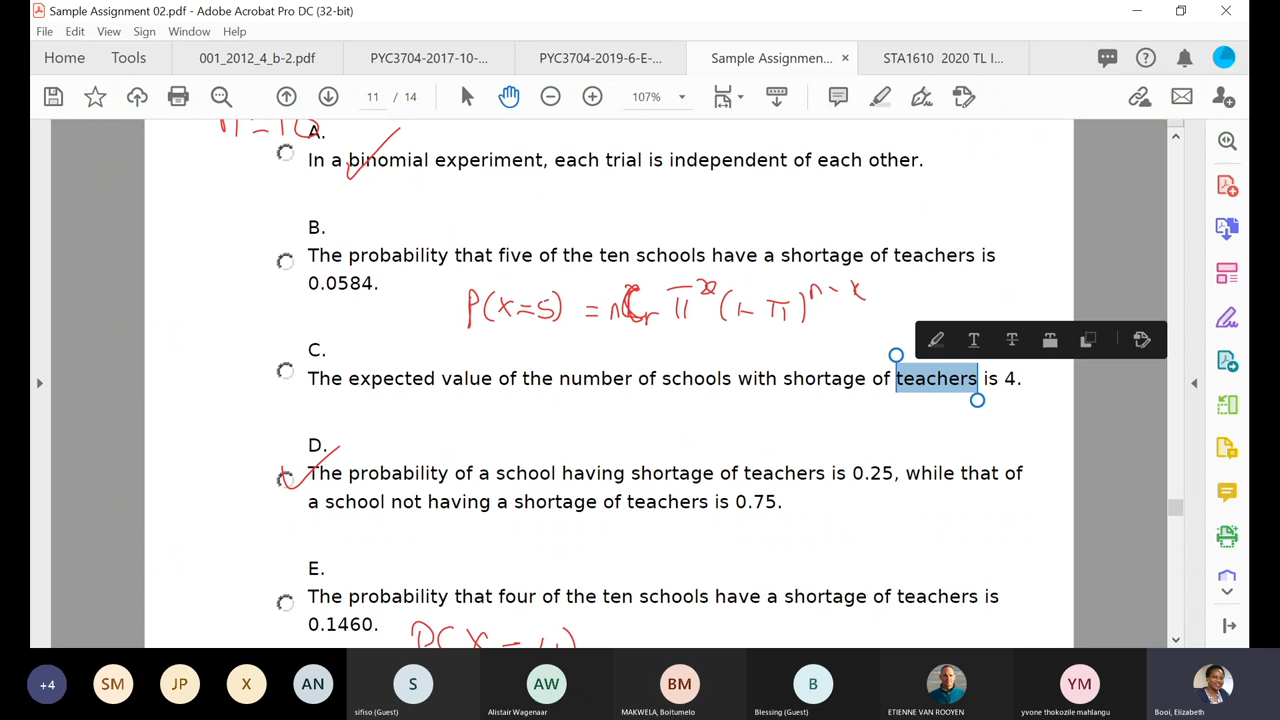 Sample Assignment 02.pdf - Adobe Acrobat Pro DC (32-bit)
File Edit View Sign Window Help
Home Tools 001_2012_4_b-2.pdf PYC3704-2017-10-... PYC3704-2019-6-E-... Sample Assignment... × STA1610 2020 TL I...
11 / 14 107%
n = 10
A.
In a binomial experiment, each trial is independent of each other.
B.
The probability that five of the ten schools have a shortage of teachers is
0.0584.
P(X=5) = nCr π^x (1-π)^n-x
C.
The expected value of the number of schools with shortage of teachers is 4.
D.
The probability of a school having shortage of teachers is 0.25, while that of
a school not having a shortage of teachers is 0.75.
E.
The probability that four of the ten schools have a shortage of teachers is
0.1460.
P(X = 4)
+4 SM JP X AN S AW BM B YM
sifiso (Guest) Alistair Wagenaar MAKWELA, Boitumelo Blessing (Guest) ETIENNE VAN ROOYEN yvone thokozile mahlangu Booi, Elizabeth